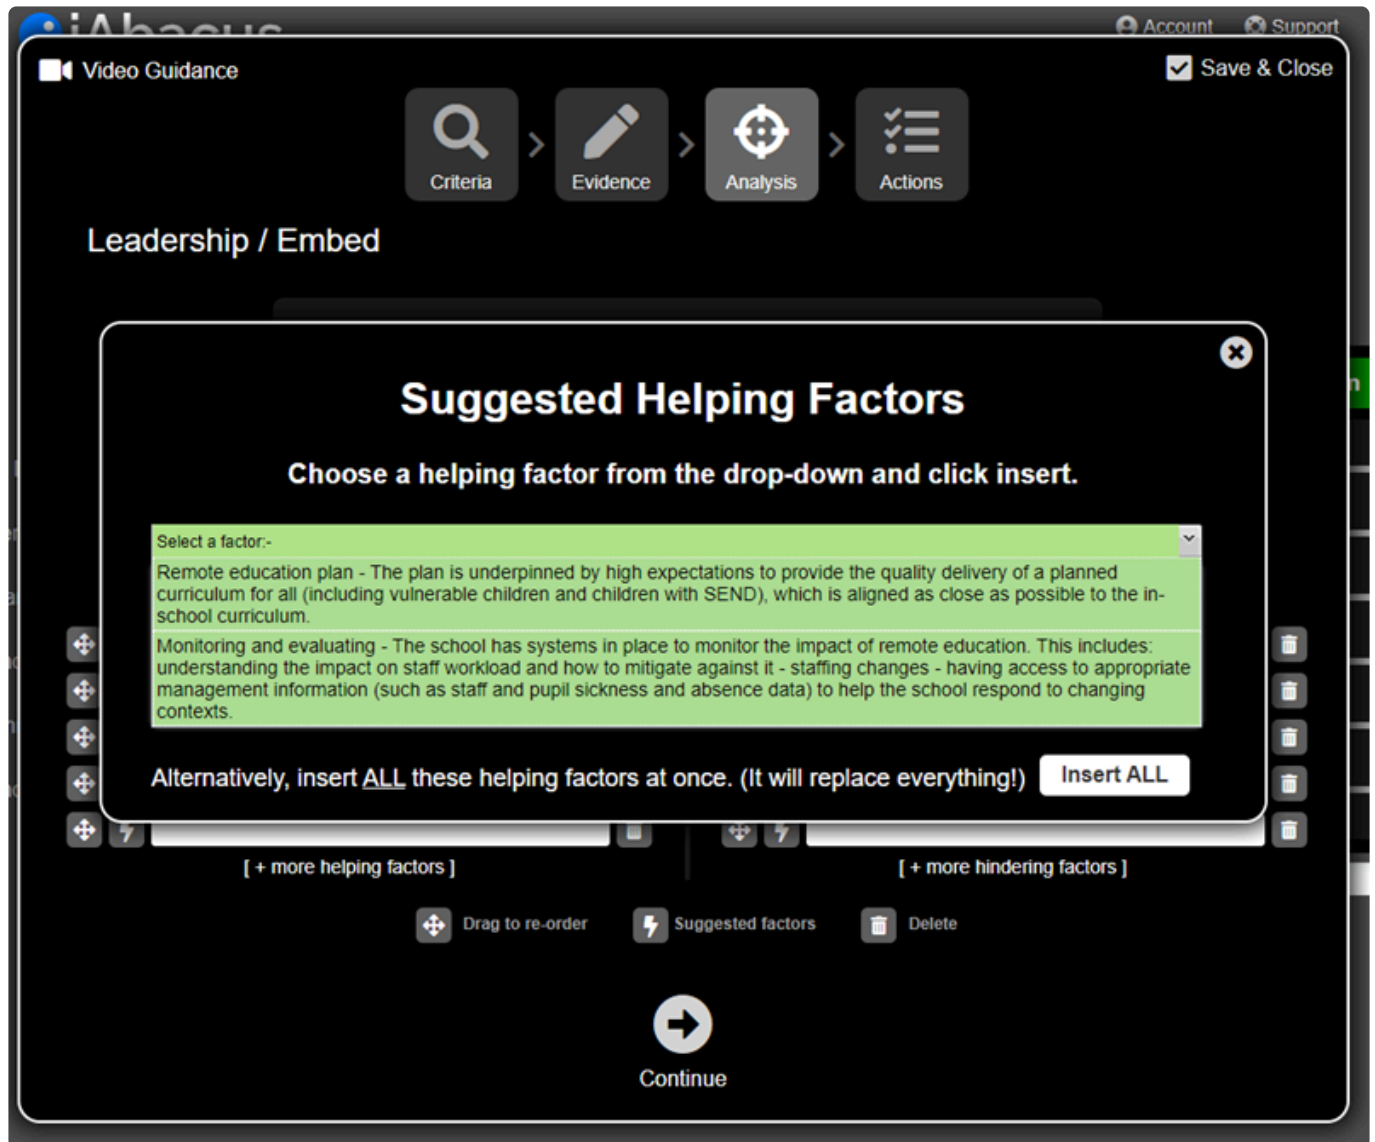 iAbacus
Account
Support
Video Guidance
Save & Close
Criteria
Evidence
Analysis
Actions
Leadership / Embed
Suggested Helping Factors
Choose a helping factor from the drop-down and click insert.
Select a factor:-
Remote education plan - The plan is underpinned by high expectations to provide the quality delivery of a planned
curriculum for all (including vulnerable children and children with SEND), which is aligned as close as possible to the in-
school curriculum.
Monitoring and evaluating - The school has systems in place to monitor the impact of remote education. This includes:
understanding the impact on staff workload and how to mitigate against it - staffing changes - having access to appropriate
management information (such as staff and pupil sickness and absence data) to help the school respond to changing
contexts.
Alternatively, insert ALL these helping factors at once. (It will replace everything!)
Insert ALL
[ + more helping factors ]
[ + more hindering factors ]
Drag to re-order
Suggested factors
Delete
Continue